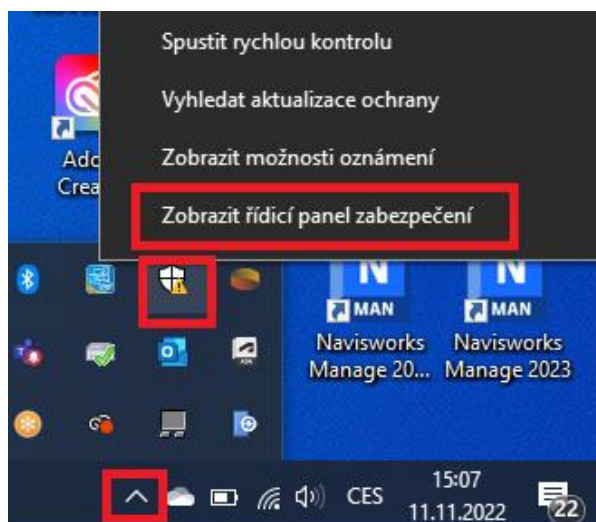 Spustit rychlou kontrolu
Vyhledat aktualizace ochrany
Zobrazit možnosti oznámení
Zobrazit řídicí panel zabezpečení
Ado
Crea
N
MAN
N
MAN
Navisworks
Manage 20...
Navisworks
Manage 2023
CES
15:07
11.11.2022
22